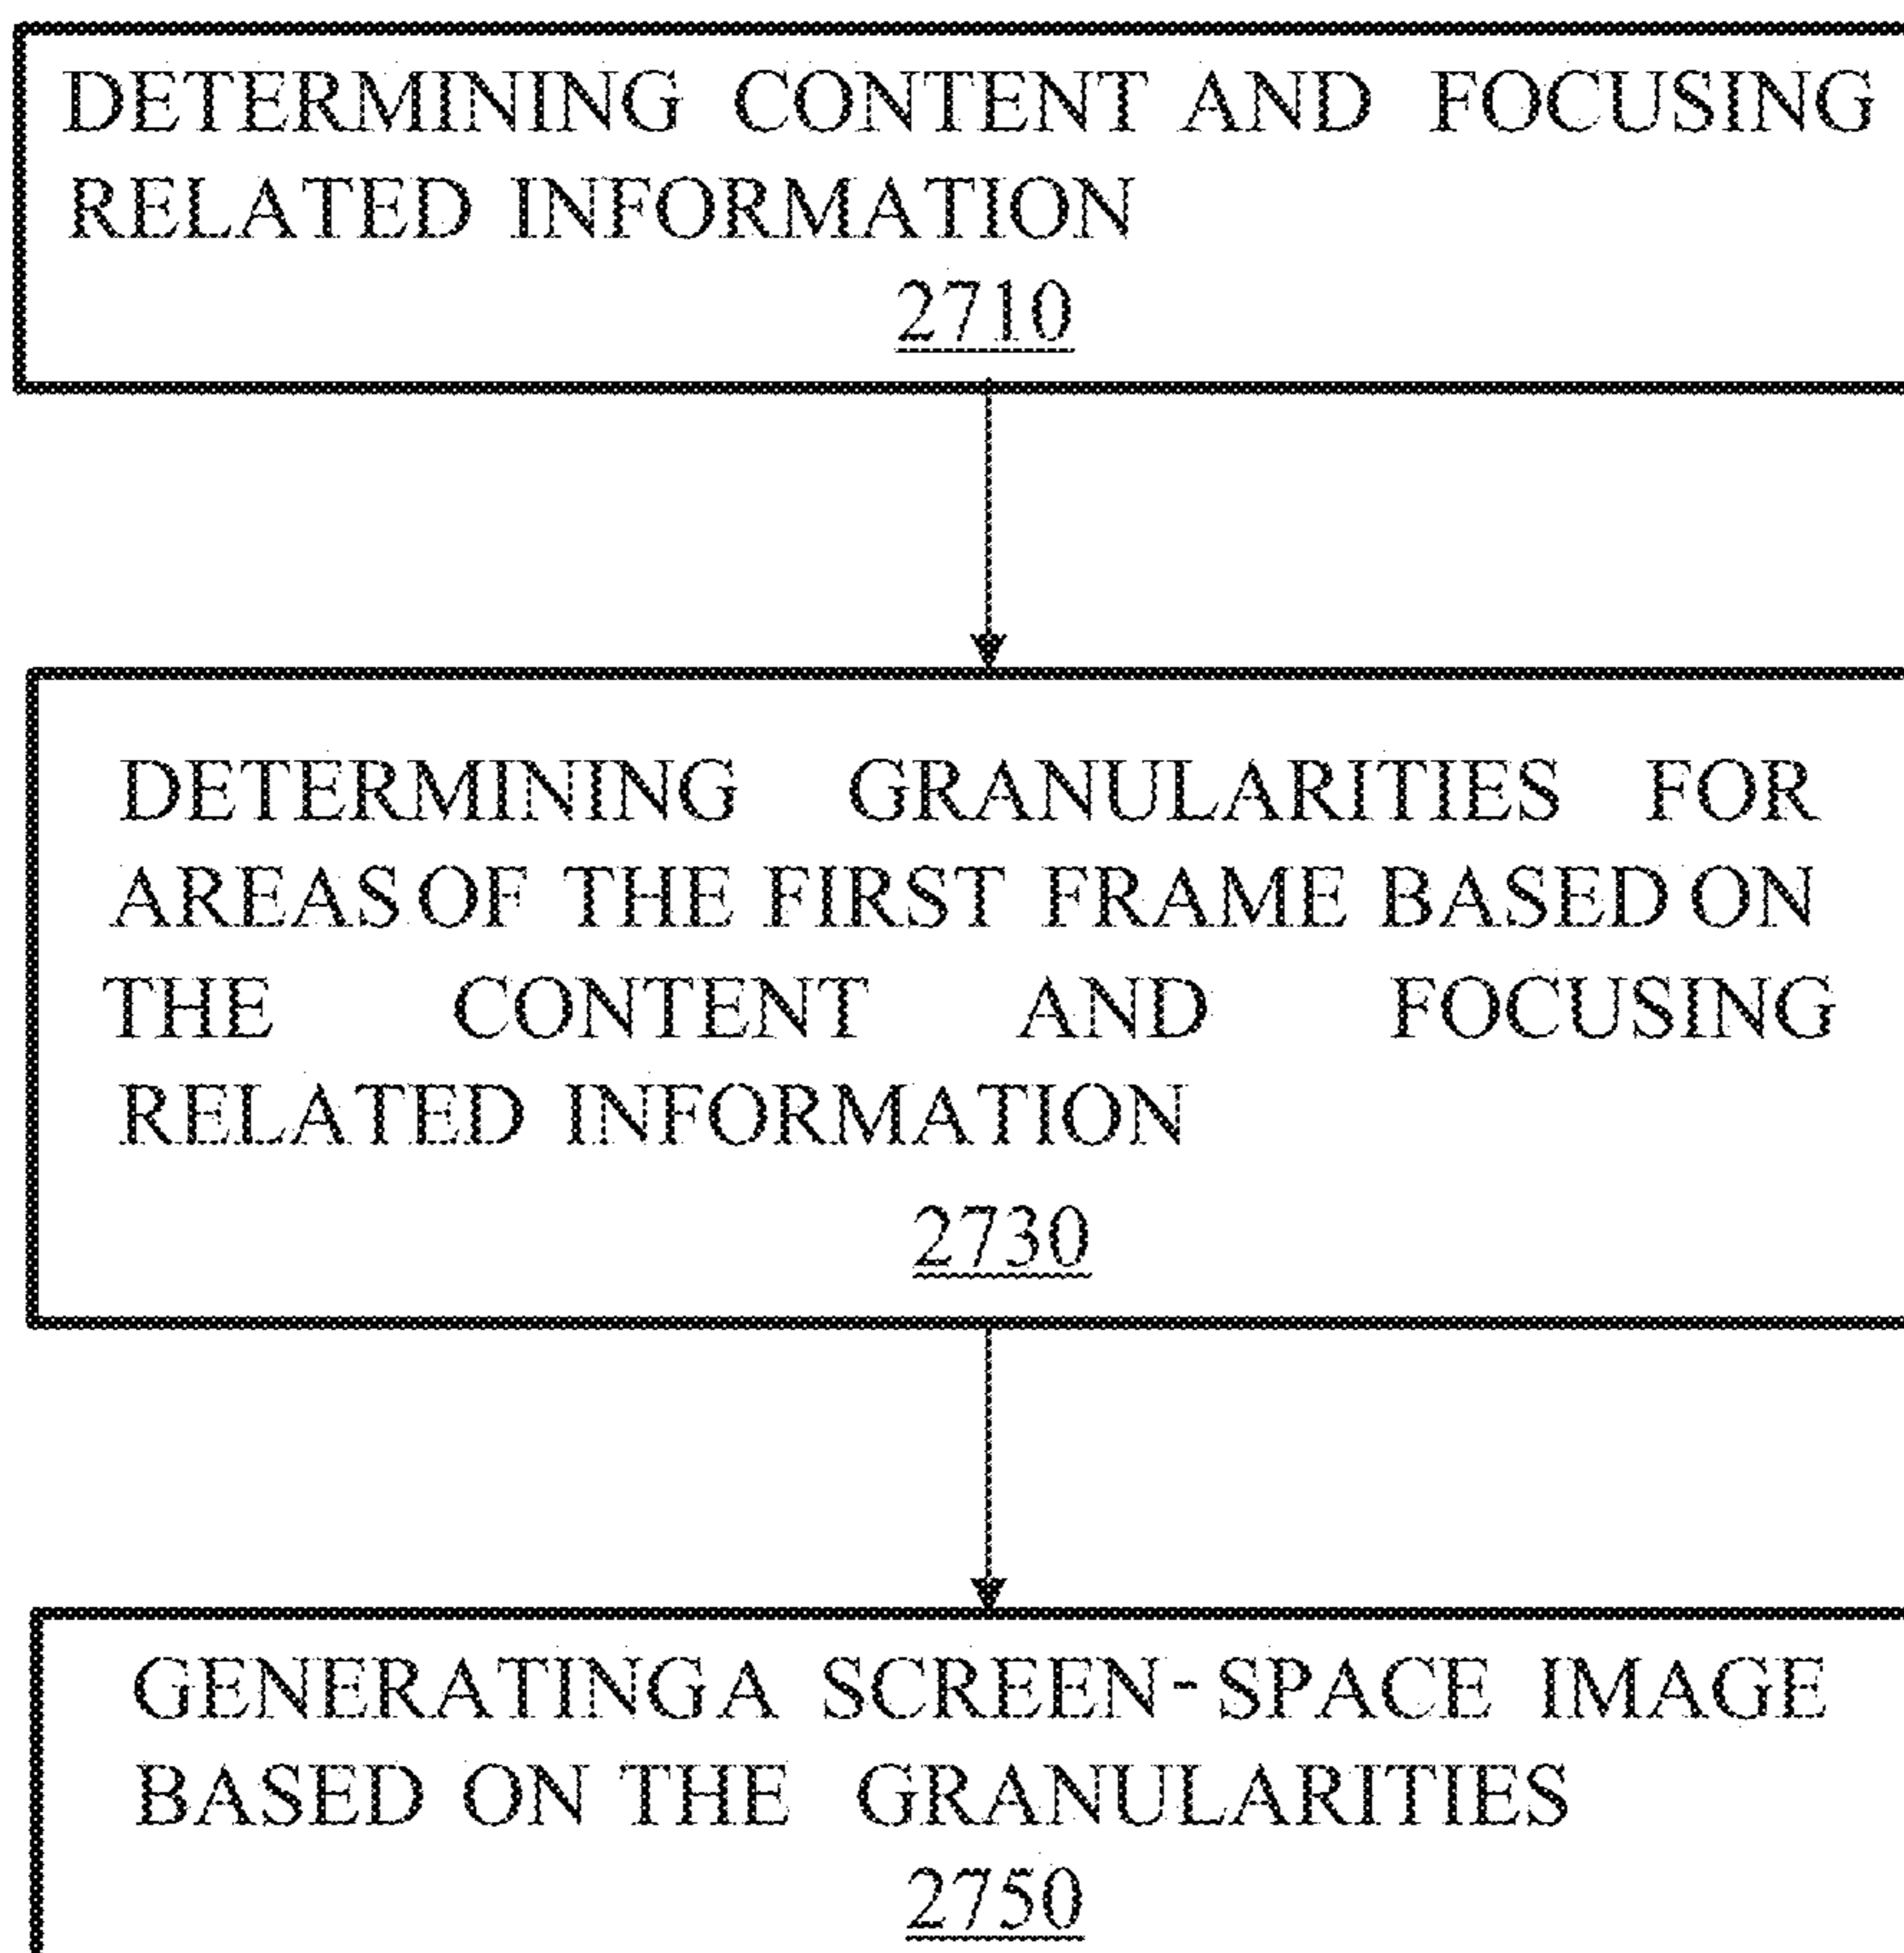 DETERMINING CONTENT AND FOCUSING
RELATED INFORMATION
2710
DETERMINING GRANULARITIES FOR
AREAS OF THE FIRST FRAME BASED ON
THE CONTENT AND FOCUSING
RELATED INFORMATION
2730
GENERATINGA SCREEN-SPACE IMAGE
BASED ON THE GRANULARITIES
2750